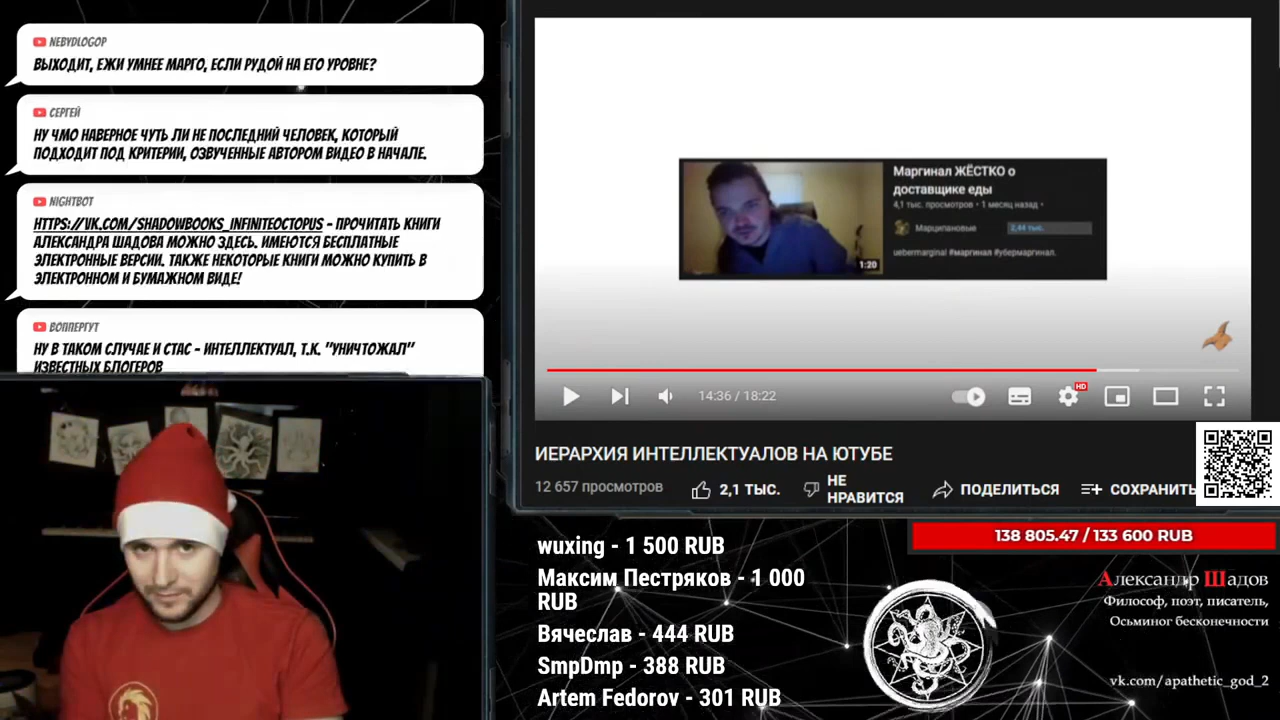 NEBYDLOGOP
ВЫХОДИТ, ЕЖИ УМНЕЕ МАРГО, ЕСЛИ РУДОЙ НА ЕГО УРОВНЕ?
СЕРГЕЙ
НУ ЧМО НАВЕРНОЕ ЧУТЬ ЛИ НЕ ПОСЛЕДНИЙ ЧЕЛОВЕК, КОТОРЫЙ
ПОДХОДИТ ПОД КРИТЕРИИ, ОЗВУЧЕННЫЕ АВТОРОМ ВИДЕО В НАЧАЛЕ.
NIGHTBOT
HTTPS://VK.COM/SHADOWBOOKS_INFINITEOCTOPUS - ПРОЧИТАТЬ КНИГИ
АЛЕКСАНДРА ШАДОВА МОЖНО ЗДЕСЬ. ИМЕЮТСЯ БЕСПЛАТНЫЕ
ЭЛЕКТРОННЫЕ ВЕРСИИ. ТАКЖЕ НЕКОТОРЫЕ КНИГИ МОЖНО КУПИТЬ В
ЭЛЕКТРОННОМ И БУМАЖНОМ ВИДЕ!
ВОППЕРГУТ
НУ В ТАКОМ СЛУЧАЕ И СТАС - ИНТЕЛЛЕКТУАЛ, Т.К. "УНИЧТОЖАЛ"
ИЗВЕСТНЫХ БЛОГЕРОВ
Маргинал ЖЁСТКО о
доставщике еды
4,1 тыс. просмотров • 1 месяц назад •
Марципановые
2,44 тыс.
uebermarginal #маргинал #убермаргинал.
1:20
14:36 / 18:22
HD
ИЕРАРХИЯ ИНТЕЛЛЕКТУАЛОВ НА ЮТУБЕ
12 657 просмотров
2,1 ТЫС.
НЕ
НРАВИТСЯ
ПОДЕЛИТЬСЯ
СОХРАНИТЬ
138 805.47 / 133 600 RUB
wuxing - 1 500 RUB
Максим Пестряков - 1 000
RUB
Вячеслав - 444 RUB
SmpDmp - 388 RUB
Artem Fedorov - 301 RUB
Александр Шадов
Философ, поэт, писатель,
Осьминог бесконечности
vk.com/apathetic_god_2